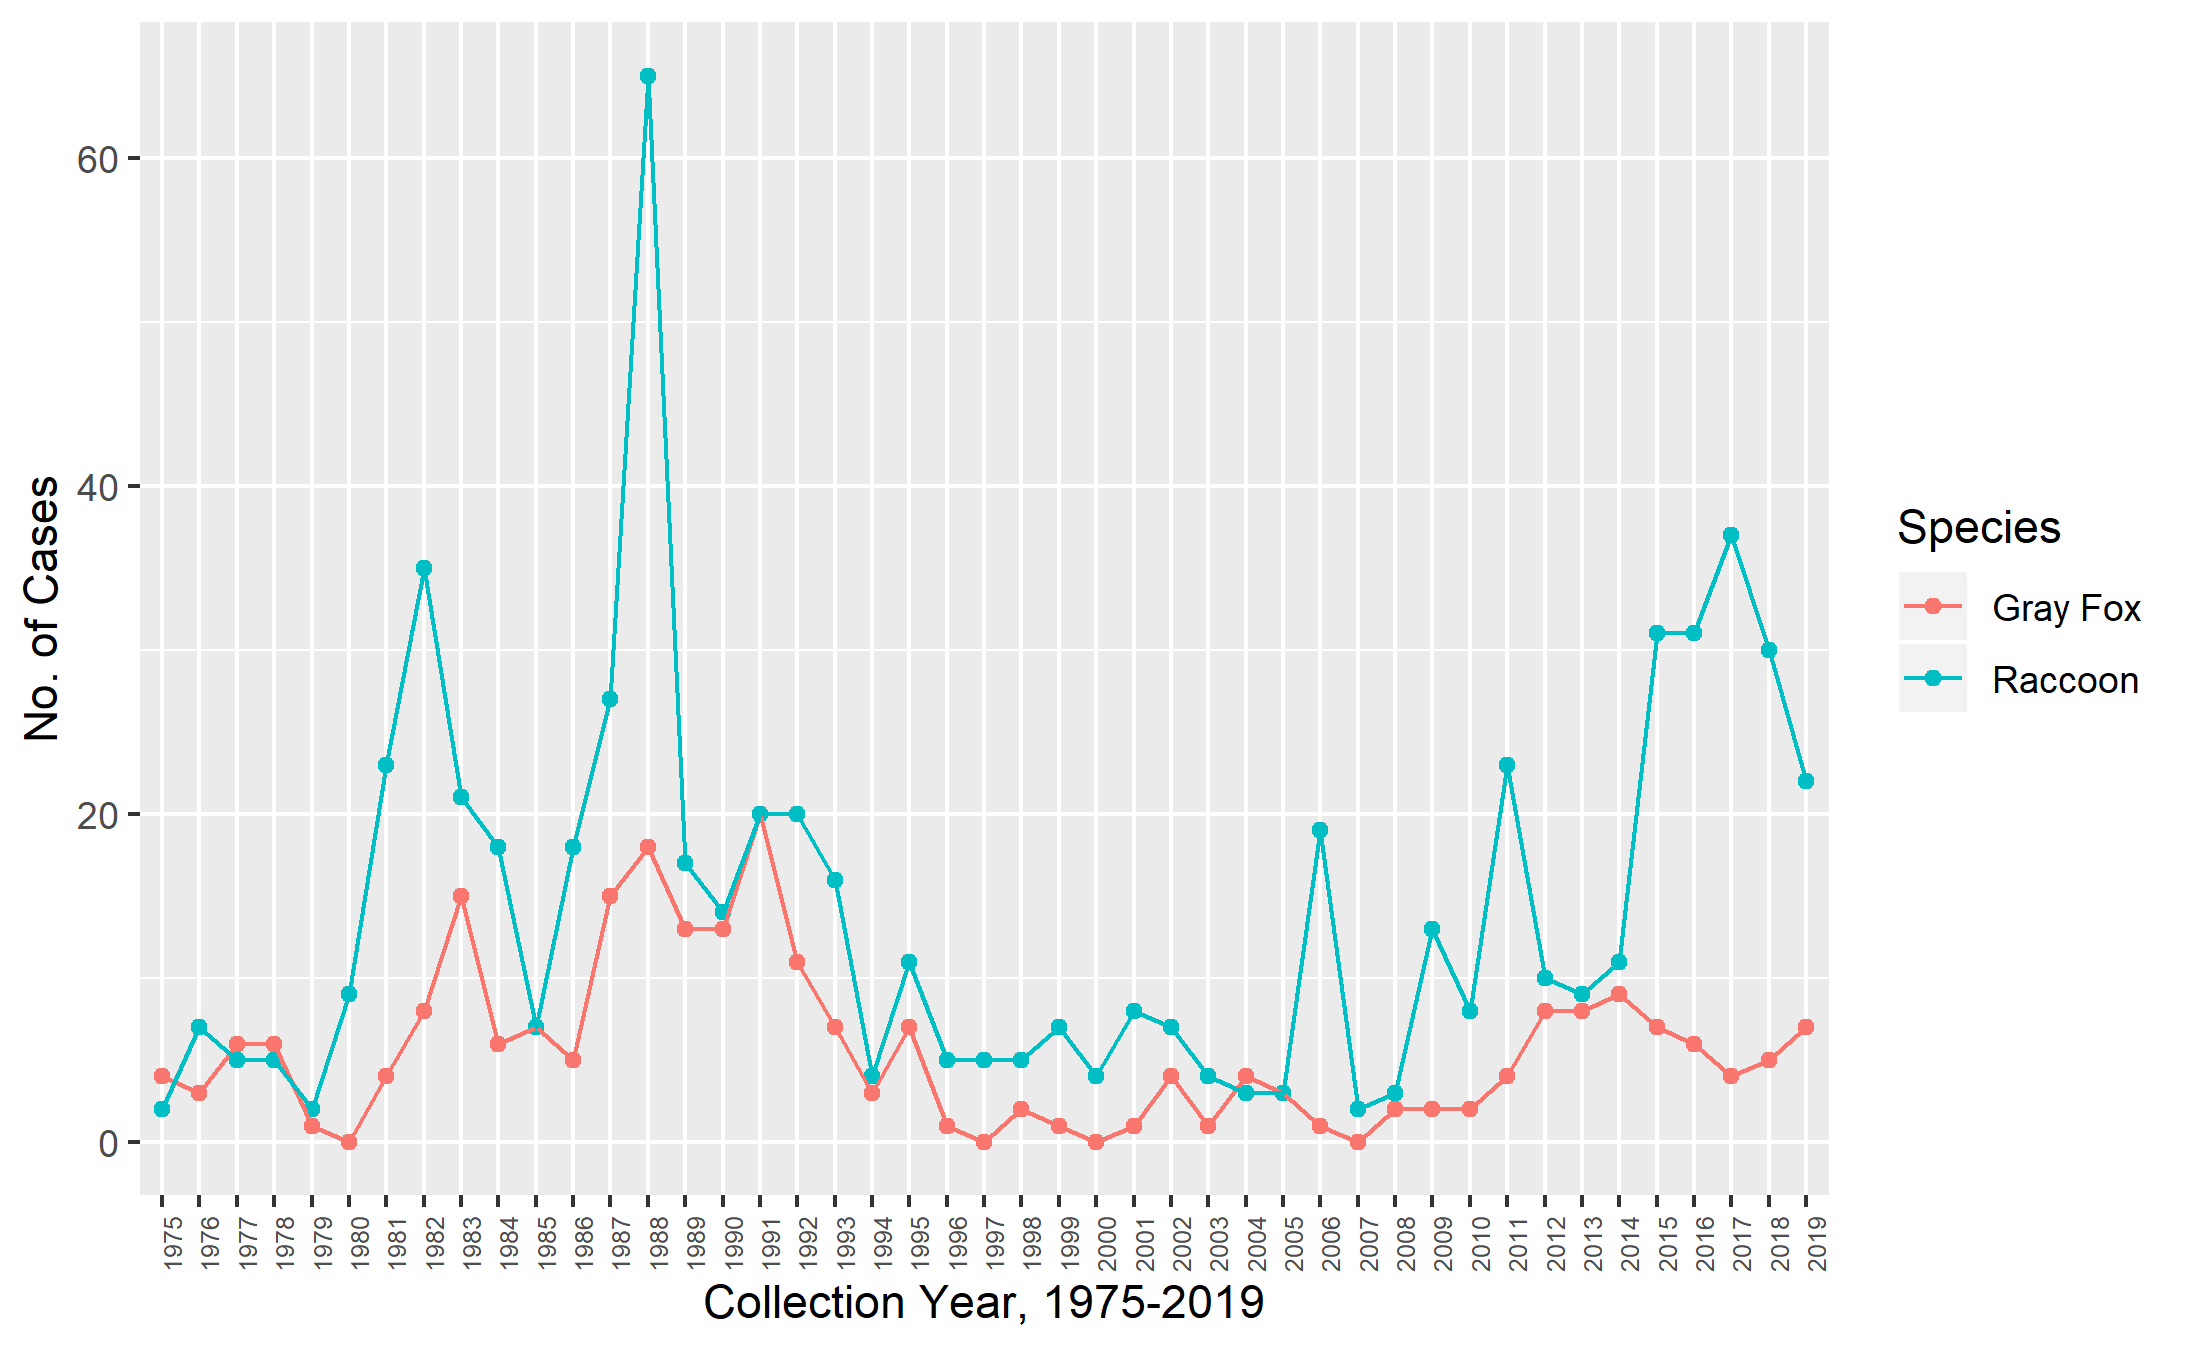 60
40
20
0
No. of Cases
1975 1976 1977 1978 1979 1980 1981 1982 1983 1984 1985 1986 1987 1988 1989 1990 1991 1992 1993 1994 1995 1996 1997 1998 1999 2000 2001 2002 2003 2004 2005 2006 2007 2008 2009 2010 2011 2012 2013 2014 2015 2016 2017 2018 2019
Collection Year, 1975-2019
Species
Gray Fox
Raccoon